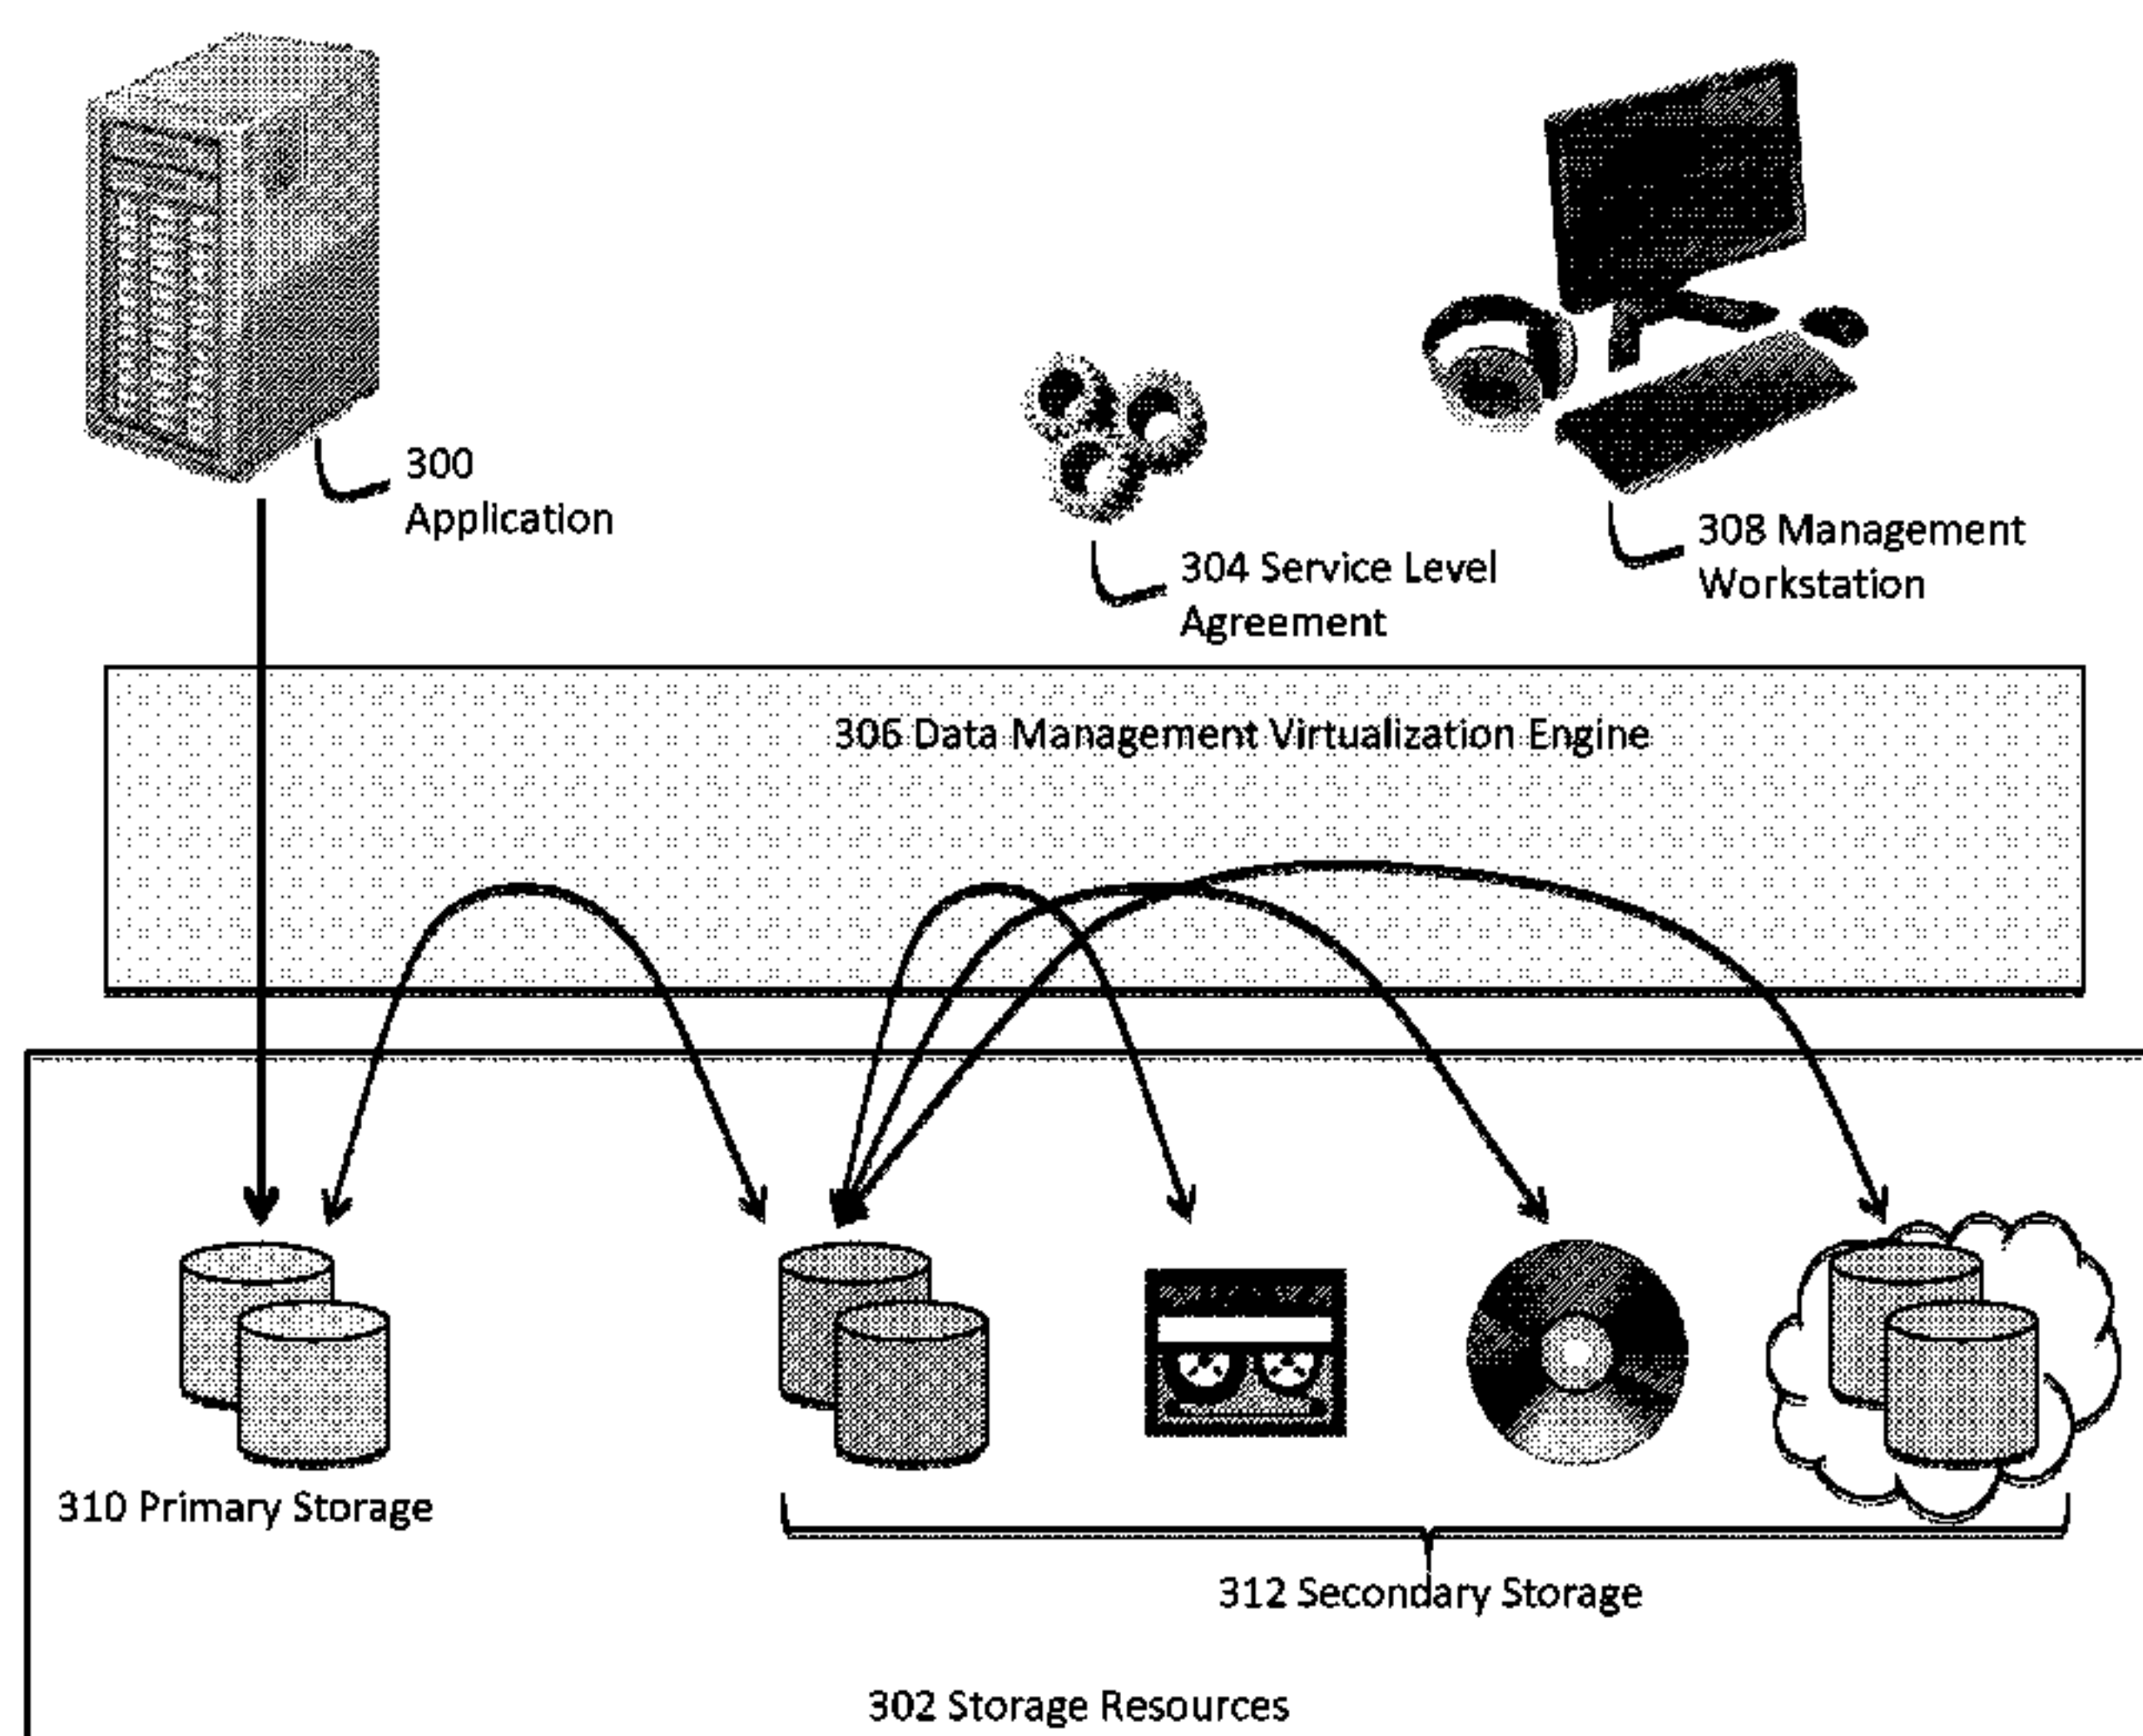 300
Application
304 Service Level
Agreement
308 Management
Workstation
306 Data Management Virtualization Engine
310 Primary Storage
312 Secondary Storage
302 Storage Resources